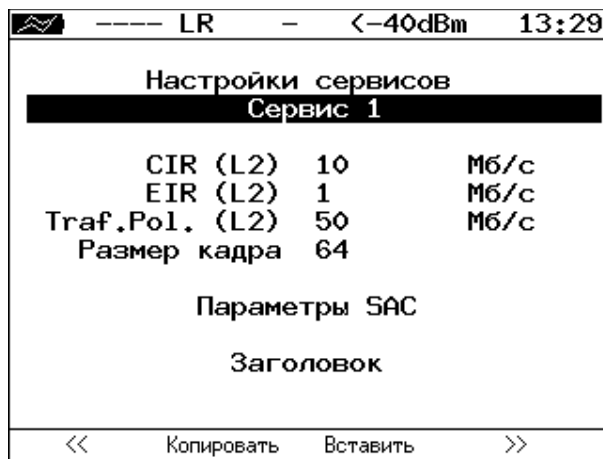 ---- LR - <-40dBm 13:29
Настройки сервисов
Сервис 1
CIR (L2) 10 Мб/с
EIR (L2) 1 Мб/с
Traf.Pol. (L2) 50 Мб/с
Размер кадра 64
Параметры SAC
Заголовок
<< Копировать Вставить >>